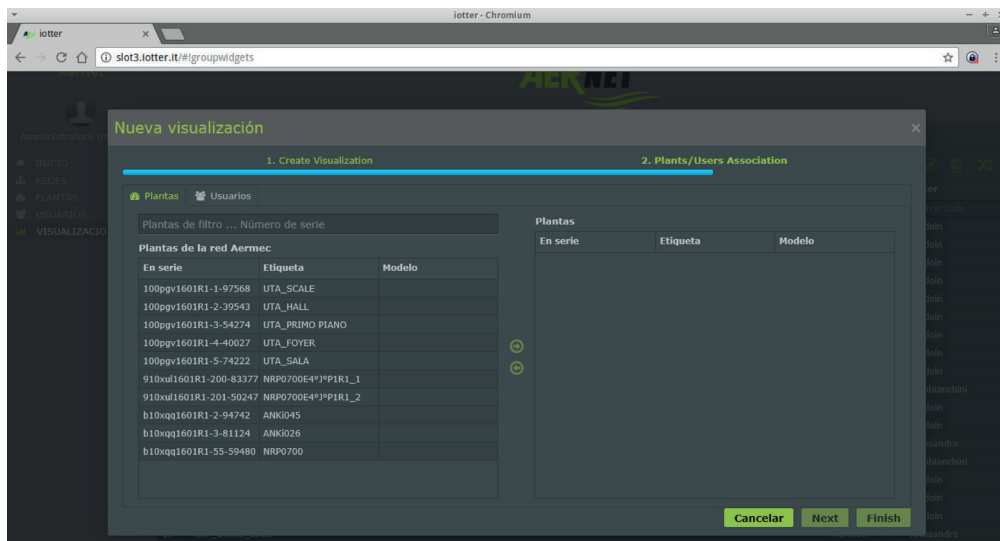 iotter - Chromium
iotter
slot3.iotter.it/#!groupwidgets
AerNet
AERNET
Amministratore Im
Nueva visualización
INICIO
REDES
PLANTAS
USUARIOS
VISUALIZACIO
1. Create Visualization
2. Plants/Users Association
Plantas
Usuarios
Plantas de filtro ... Número de serie
Plantas de la red Aermec
En serie Etiqueta Modelo
100pgv1601R1-1-97568 UTA_SCALE
100pgv1601R1-2-39543 UTA_HALL
100pgv1601R1-3-54274 UTA_PRIMO PIANO
100pgv1601R1-4-40027 UTA_FOYER
100pgv1601R1-5-74222 UTA_SALA
910xul1601R1-200-83377 NRP0700E4°J°P1R1_1
910xul1601R1-201-50247 NRP0700E4°J°P1R1_2
b10xqq1601R1-2-94742 ANKi045
b10xqq1601R1-3-81124 ANKi026
b10xqq1601R1-55-59480 NRP0700
Plantas
En serie Etiqueta Modelo
Cancelar
Next
Finish